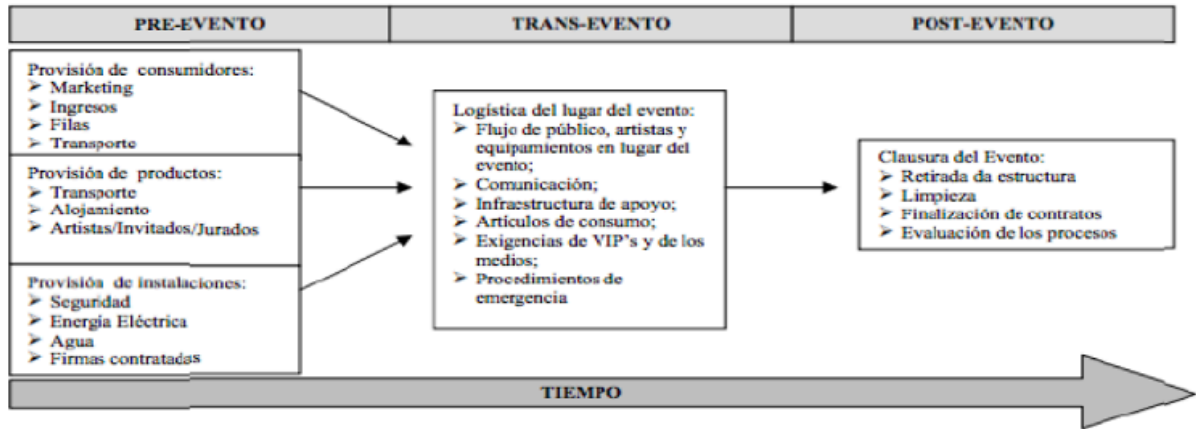 PRE-EVENTO
TRANS-EVENTO
POST-EVENTO
Provisión de consumidores:
➢ Marketing
➢ Ingresos
➢ Filas
➢ Transporte
Provisión de productos:
➢ Transporte
➢ Alojamiento
➢ Artistas/Invitados/Jurados
Provisión de instalaciones:
➢ Seguridad
➢ Energía Eléctrica
➢ Agua
➢ Firmas contratadas
Logística del lugar del evento:
➢ Flujo de público, artistas y
equipamientos en lugar del
evento;
➢ Comunicación;
➢ Infraestructura de apoyo;
➢ Artículos de consumo;
➢ Exigencias de VIP's y de los
medios;
➢ Procedimientos de
emergencia
Clausura del Evento:
➢ Retirada da estructura
➢ Limpieza
➢ Finalización de contratos
➢ Evaluación de los procesos
TIEMPO